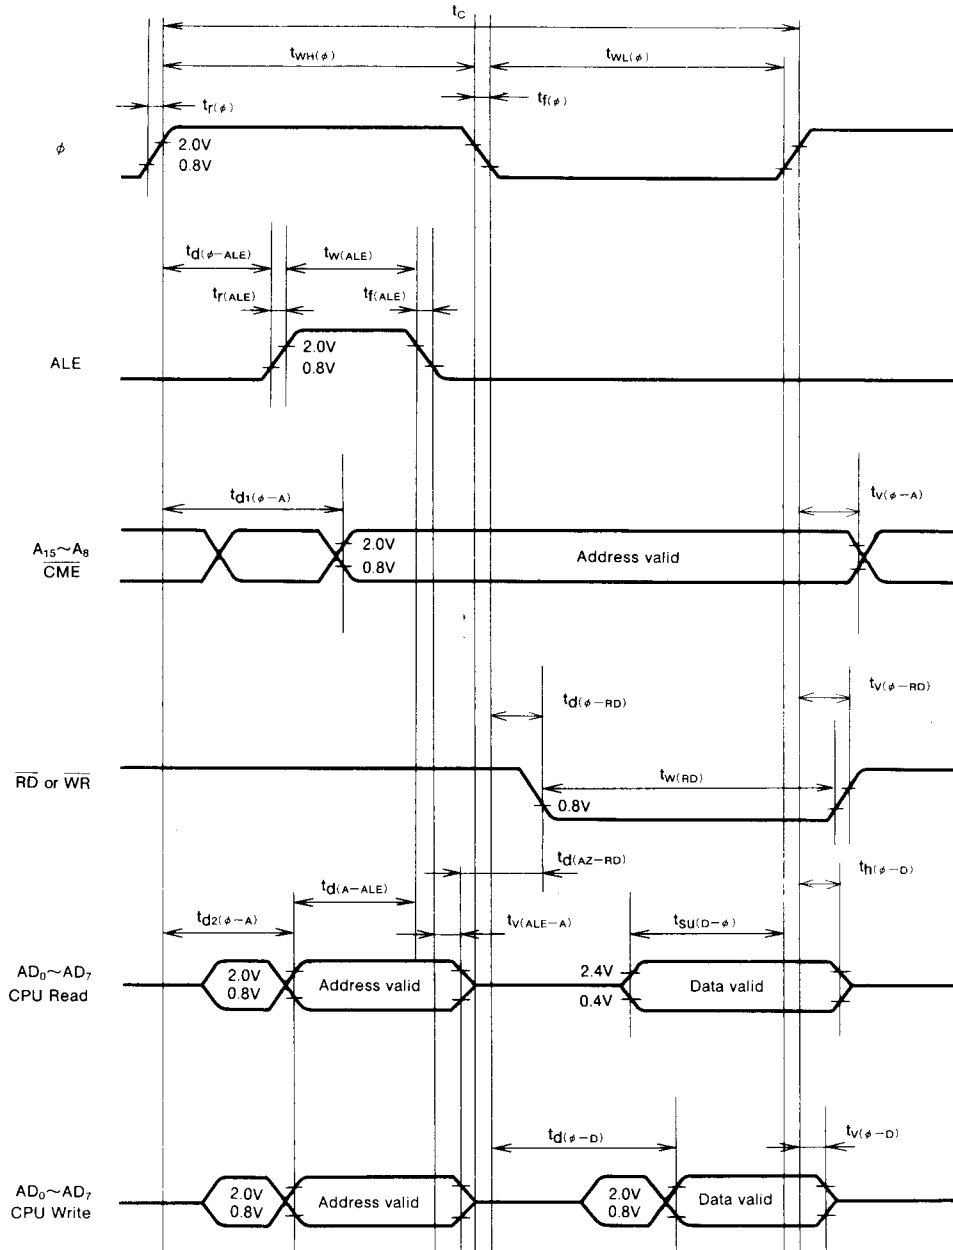 tC
tWH(φ)
tWL(φ)
tr(φ)
tf(φ)
φ
2.0V
0.8V
td(φ−ALE)
tw(ALE)
tr(ALE)
tf(ALE)
ALE
2.0V
0.8V
td1(φ−A)
tv(φ−A)
A15~A8
CME
2.0V
0.8V
Address valid
td(φ−RD)
tv(φ−RD)
RD or WR
tw(RD)
0.8V
td(AZ−RD)
th(φ−D)
td(A−ALE)
td2(φ−A)
tv(ALE−A)
tsu(D−φ)
AD0~AD7
CPU Read
2.0V
0.8V
Address valid
2.4V
0.4V
Data valid
td(φ−D)
tv(φ−D)
AD0~AD7
CPU Write
2.0V
0.8V
Address valid
2.0V
0.8V
Data valid